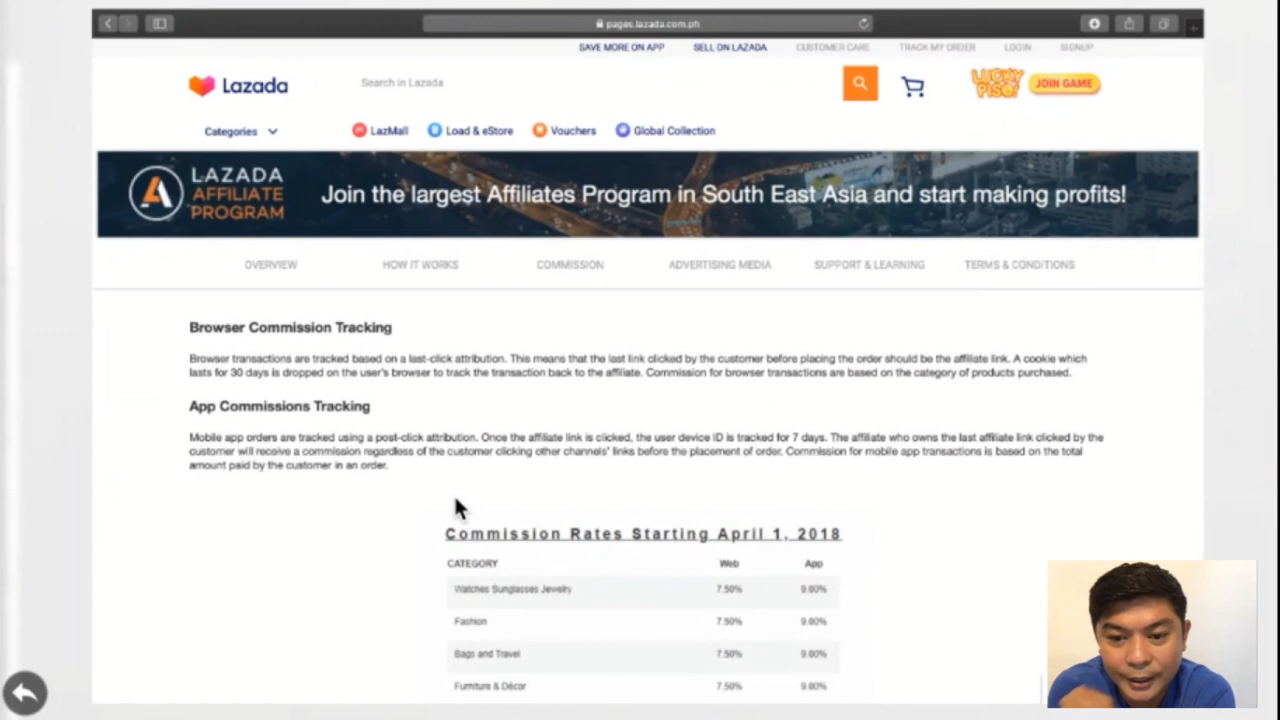 pages.lazada.com.ph
SAVE MORE ON APP SELL ON LAZADA CUSTOMER CARE TRACK MY ORDER LOGIN SIGNUP
Lazada Search in Lazada LUCKY PISO! JOIN GAME
Categories LazMall Load & eStore Vouchers Global Collection
LAZADA
AFFILIATE
PROGRAM
Join the largest Affiliates Program in South East Asia and start making profits!
OVERVIEW HOW IT WORKS COMMISSION ADVERTISING MEDIA SUPPORT & LEARNING TERMS & CONDITIONS
Browser Commission Tracking
Browser transactions are tracked based on a last-click attribution. This means that the last link clicked by the customer before placing the order should be the affiliate link. A cookie which
lasts for 30 days is dropped on the user's browser to track the transaction back to the affiliate. Commission for browser transactions are based on the category of products purchased.
App Commissions Tracking
Mobile app orders are tracked using a post-click attribution. Once the affiliate link is clicked, the user device ID is tracked for 7 days. The affiliate who owns the last affiliate link clicked by the
customer will receive a commission regardless of the customer clicking other channels' links before the placement of order. Commission for mobile app transactions is based on the total
amount paid by the customer in an order.
Commission Rates Starting April 1, 2018
CATEGORY Web App
Watches Sunglasses Jewelry 7.50% 9.00%
Fashion 7.50% 9.00%
Bags and Travel 7.50% 9.00%
Furniture & Décor 7.50% 9.00%